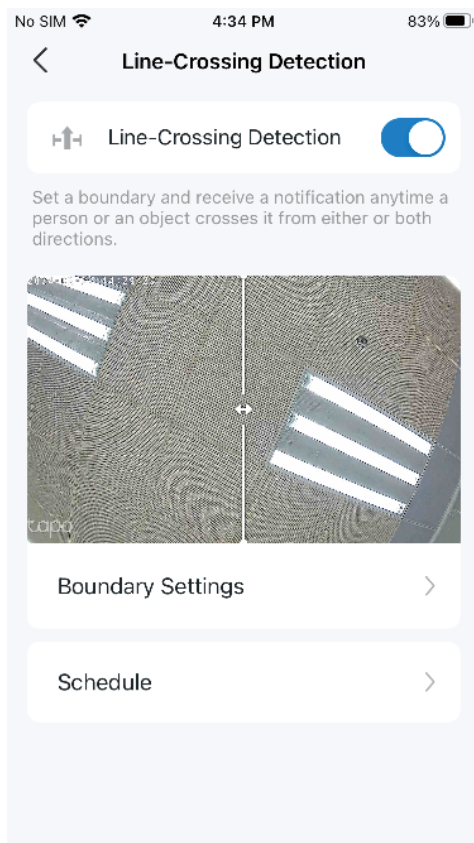 No SIM 4:34 PM 83%
Line-Crossing Detection
Line-Crossing Detection
Set a boundary and receive a notification anytime a
person or an object crosses it from either or both
directions.
tapo
Boundary Settings
Schedule